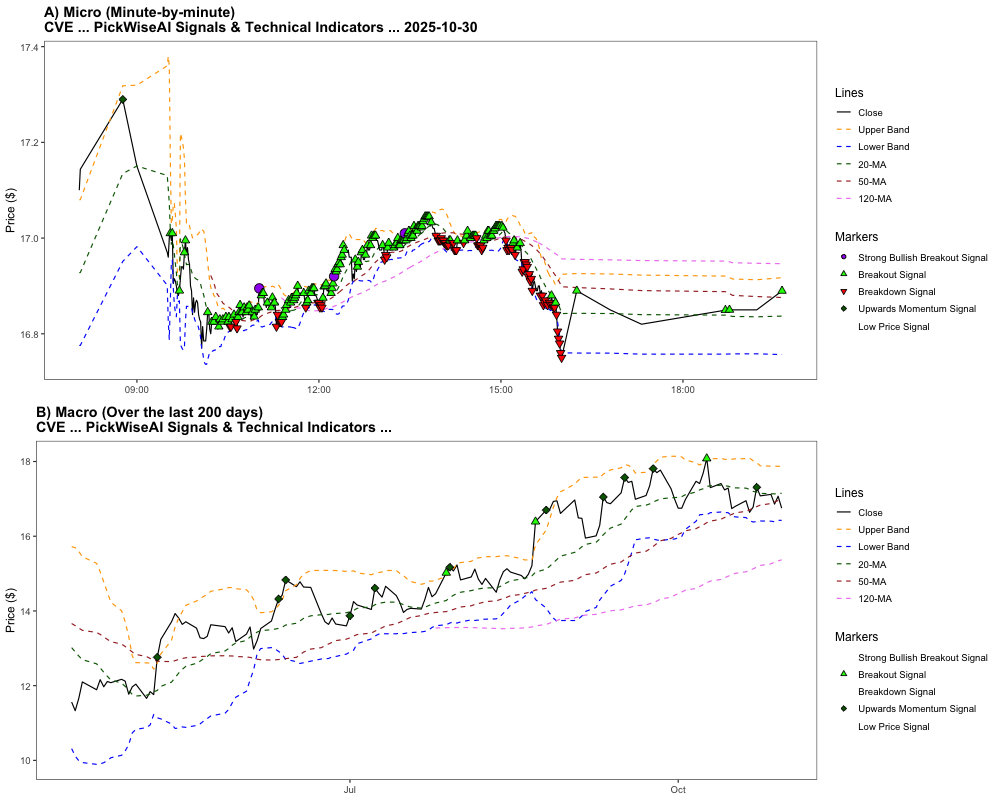 A) Micro (Minute-by-minute)
CVE ... PickWiseAI Signals & Technical Indicators ... 2025-10-30
Price ($)
17.4
17.2
17.0
16.8
09:00
12:00
15:00
18:00
Lines
Close
Upper Band
Lower Band
20-MA
50-MA
120-MA
Markers
Strong Bullish Breakout Signal
Breakout Signal
Breakdown Signal
Upwards Momentum Signal
Low Price Signal
B) Macro (Over the last 200 days)
CVE ... PickWiseAI Signals & Technical Indicators ...
Price ($)
18
16
14
12
10
Jul
Oct
Lines
Close
Upper Band
Lower Band
20-MA
50-MA
120-MA
Markers
Strong Bullish Breakout Signal
Breakout Signal
Breakdown Signal
Upwards Momentum Signal
Low Price Signal